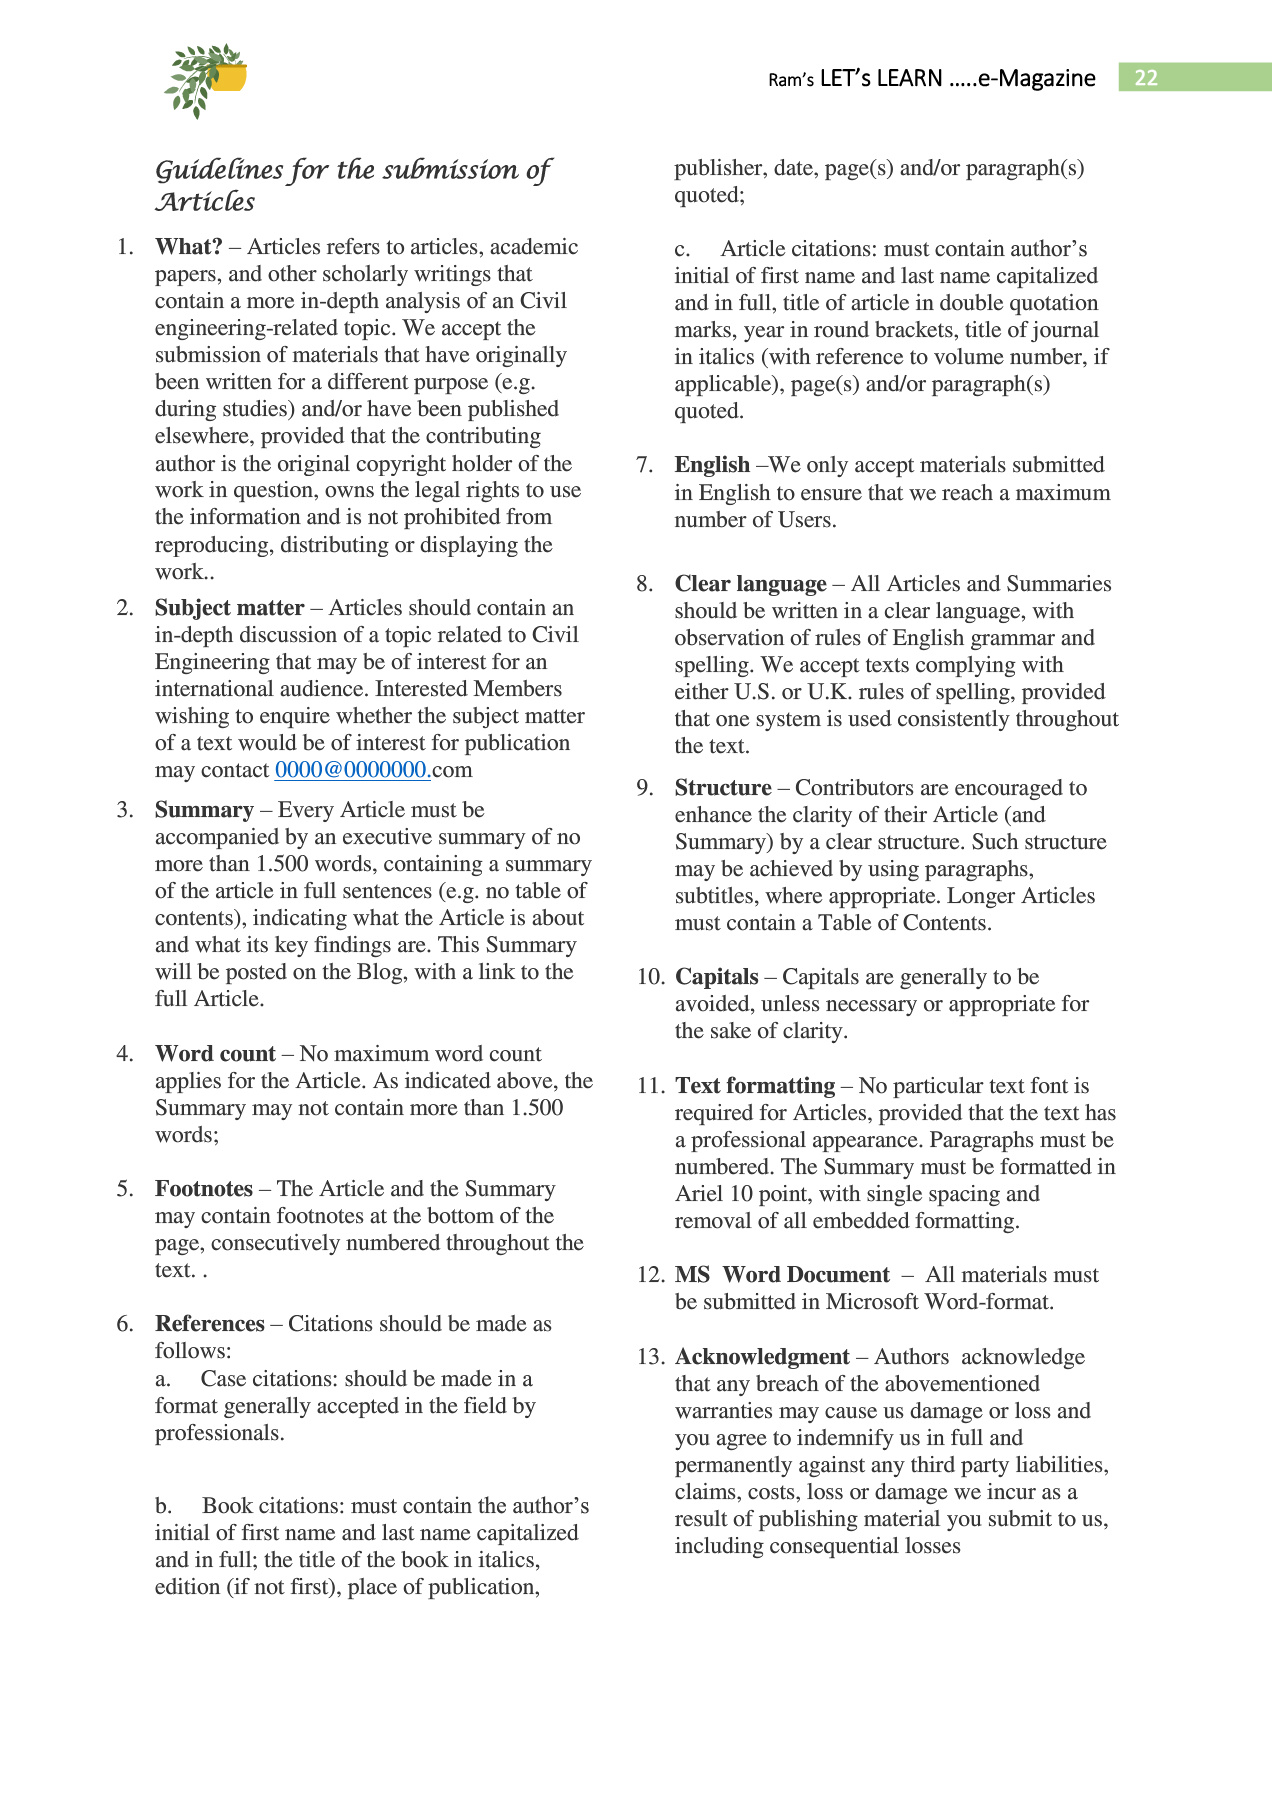 Ram's LET's LEARN …..e-Magazine 22
Guidelines for the submission of
Articles
1. What? – Articles refers to articles, academic
papers, and other scholarly writings that
contain a more in-depth analysis of an Civil
engineering-related topic. We accept the
submission of materials that have originally
been written for a different purpose (e.g.
during studies) and/or have been published
elsewhere, provided that the contributing
author is the original copyright holder of the
work in question, owns the legal rights to use
the information and is not prohibited from
reproducing, distributing or displaying the
work..
2. Subject matter – Articles should contain an
in-depth discussion of a topic related to Civil
Engineering that may be of interest for an
international audience. Interested Members
wishing to enquire whether the subject matter
of a text would be of interest for publication
may contact 0000@0000000.com
3. Summary – Every Article must be
accompanied by an executive summary of no
more than 1.500 words, containing a summary
of the article in full sentences (e.g. no table of
contents), indicating what the Article is about
and what its key findings are. This Summary
will be posted on the Blog, with a link to the
full Article.
4. Word count – No maximum word count
applies for the Article. As indicated above, the
Summary may not contain more than 1.500
words;
5. Footnotes – The Article and the Summary
may contain footnotes at the bottom of the
page, consecutively numbered throughout the
text. .
6. References – Citations should be made as
follows:
a. Case citations: should be made in a
format generally accepted in the field by
professionals.
b. Book citations: must contain the author's
initial of first name and last name capitalized
and in full; the title of the book in italics,
edition (if not first), place of publication,
publisher, date, page(s) and/or paragraph(s)
quoted;
c. Article citations: must contain author's
initial of first name and last name capitalized
and in full, title of article in double quotation
marks, year in round brackets, title of journal
in italics (with reference to volume number, if
applicable), page(s) and/or paragraph(s)
quoted.
7. English –We only accept materials submitted
in English to ensure that we reach a maximum
number of Users.
8. Clear language – All Articles and Summaries
should be written in a clear language, with
observation of rules of English grammar and
spelling. We accept texts complying with
either U.S. or U.K. rules of spelling, provided
that one system is used consistently throughout
the text.
9. Structure – Contributors are encouraged to
enhance the clarity of their Article (and
Summary) by a clear structure. Such structure
may be achieved by using paragraphs,
subtitles, where appropriate. Longer Articles
must contain a Table of Contents.
10. Capitals – Capitals are generally to be
avoided, unless necessary or appropriate for
the sake of clarity.
11. Text formatting – No particular text font is
required for Articles, provided that the text has
a professional appearance. Paragraphs must be
numbered. The Summary must be formatted in
Ariel 10 point, with single spacing and
removal of all embedded formatting.
12. MS Word Document – All materials must
be submitted in Microsoft Word-format.
13. Acknowledgment – Authors acknowledge
that any breach of the abovementioned
warranties may cause us damage or loss and
you agree to indemnify us in full and
permanently against any third party liabilities,
claims, costs, loss or damage we incur as a
result of publishing material you submit to us,
including consequential losses